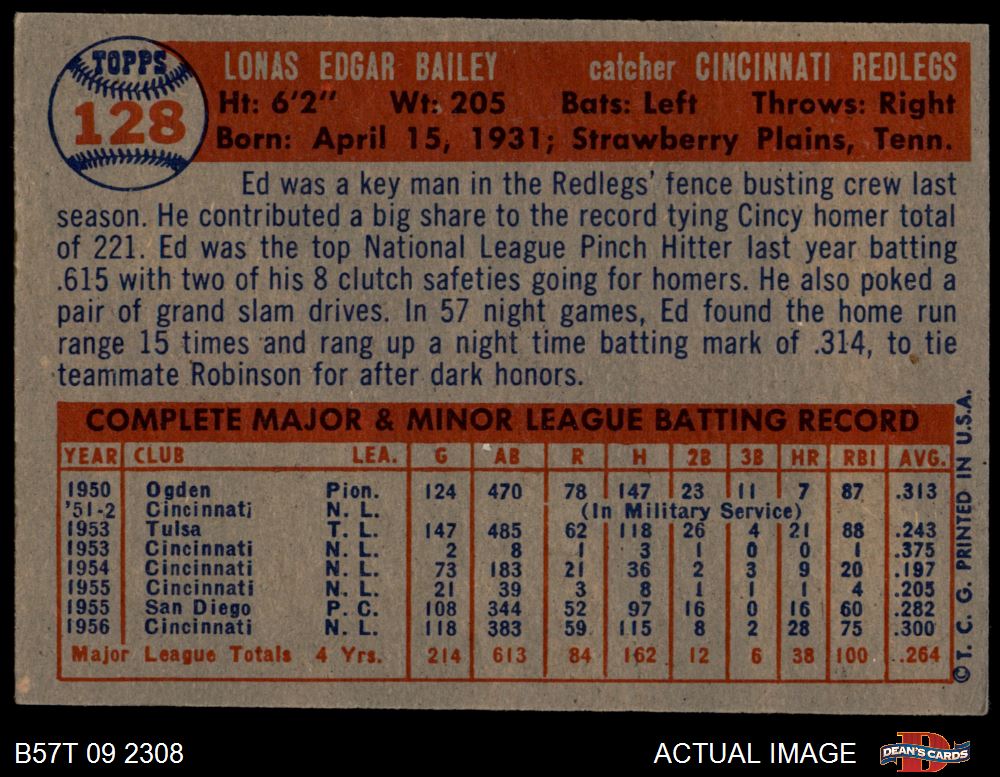 TOPPS
128
LONAS EDGAR BAILEY catcher CINCINNATI REDLEGS
Ht: 6'2" Wt: 205 Bats: Left Throws: Right
Born: April 15, 1931; Strawberry Plains, Tenn.
Ed was a key man in the Redlegs' fence busting crew last
season. He contributed a big share to the record tying Cincy homer total
of 221. Ed was the top National League Pinch Hitter last year batting
.615 with two of his 8 clutch safeties going for homers. He also poked a
pair of grand slam drives. In 57 night games, Ed found the home run
range 15 times and rang up a night time batting mark of .314, to tie
teammate Robinson for after dark honors.
COMPLETE MAJOR & MINOR LEAGUE BATTING RECORD
YEAR CLUB LEA. G AB R H 2B 3B HR RBI AVG.
1950 Ogden Pion. 124 470 78 147 23 11 7 87 .313
'51-2 Cincinnati N. L. (In Military Service)
1953 Tulsa T. L. 147 485 62 118 26 4 21 88 .243
1953 Cincinnati N. L. 2 8 1 3 1 0 0 1 .375
1954 Cincinnati N. L. 73 183 21 36 2 3 9 20 .197
1955 Cincinnati N. L. 21 39 3 8 1 1 1 4 .205
1955 San Diego P. C. 108 344 52 97 16 0 16 60 .282
1956 Cincinnati N. L. 118 383 59 115 8 2 28 75 .300
Major League Totals 4 Yrs. 214 613 84 162 12 6 38 100 .264
©T. C. G. PRINTED IN U.S.A.
B57T 09 2308 ACTUAL IMAGE DEAN'S CARDS